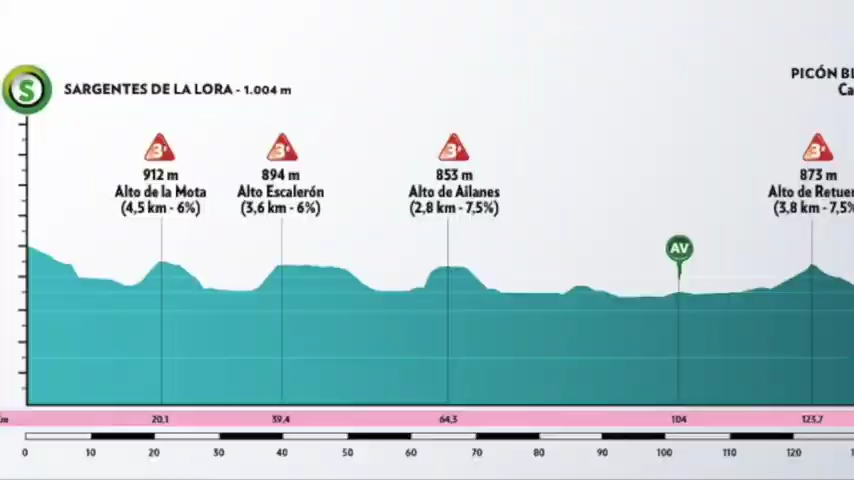 S
SARGENTES DE LA LORA - 1.004 m
PICÓN BL
Ca
3ª
912 m
Alto de la Mota
(4,5 km - 6%)
3ª
894 m
Alto Escalerón
(3,6 km - 6%)
3ª
853 m
Alto de Ailanes
(2,8 km - 7,5%)
3ª
873 m
Alto de Retuer
(3,8 km - 7,5%
AV
20,1 39,4 64,3 104 123,7
0 10 20 30 40 50 60 70 80 90 100 110 120